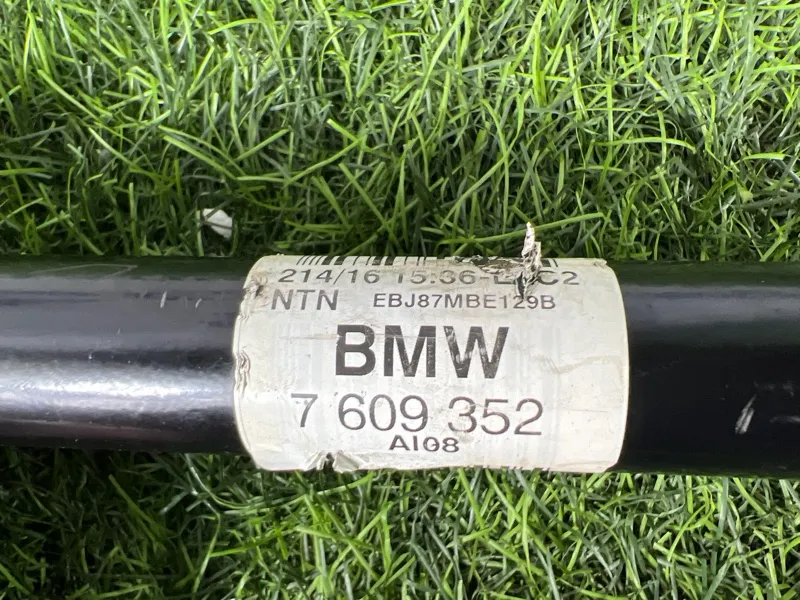 214/16 15:36
NTN EBJ87MBE129B
BMW
7 609 352
AI08